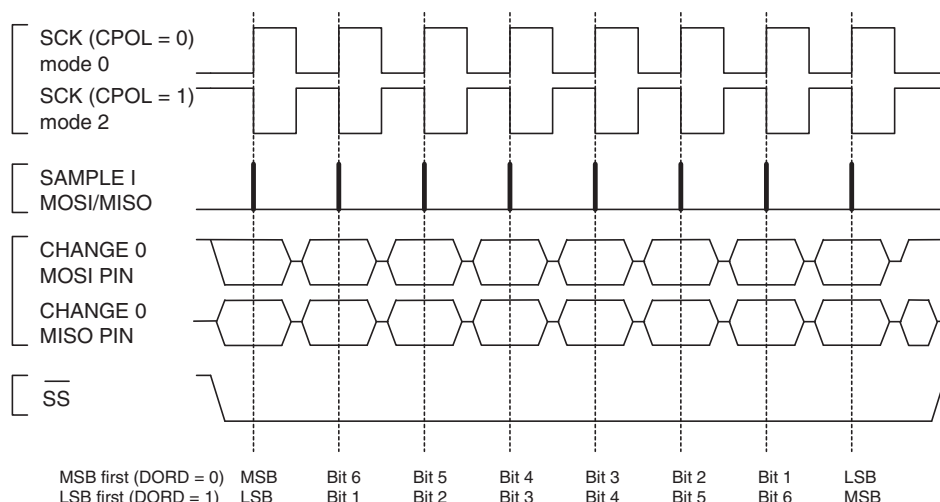 SCK (CPOL = 0)
mode 0
SCK (CPOL = 1)
mode 2
SAMPLE I
MOSI/MISO
CHANGE 0
MOSI PIN
CHANGE 0
MISO PIN
SS
MSB first (DORD = 0) MSB Bit 6 Bit 5 Bit 4 Bit 3 Bit 2 Bit 1 LSB
LSB first (DORD = 1) LSB Bit 1 Bit 2 Bit 3 Bit 4 Bit 5 Bit 6 MSB